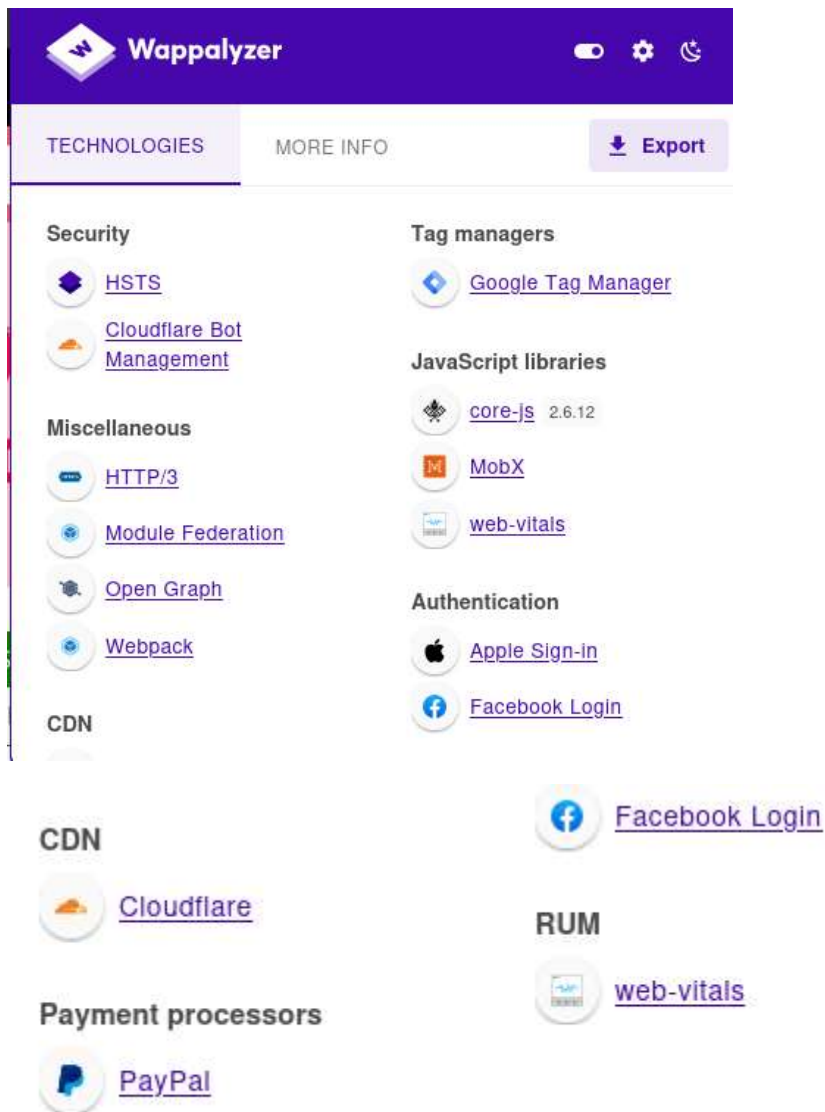 Wappalyzer
TECHNOLOGIES
MORE INFO
Export
Security
HSTS
Cloudflare Bot
Management
Miscellaneous
HTTP/3
Module Federation
Open Graph
Webpack
CDN
Tag managers
Google Tag Manager
JavaScript libraries
core-js 2.6.12
MobX
web-vitals
Authentication
Apple Sign-in
Facebook Login
CDN
Cloudflare
Payment processors
PayPal
Facebook Login
RUM
web-vitals